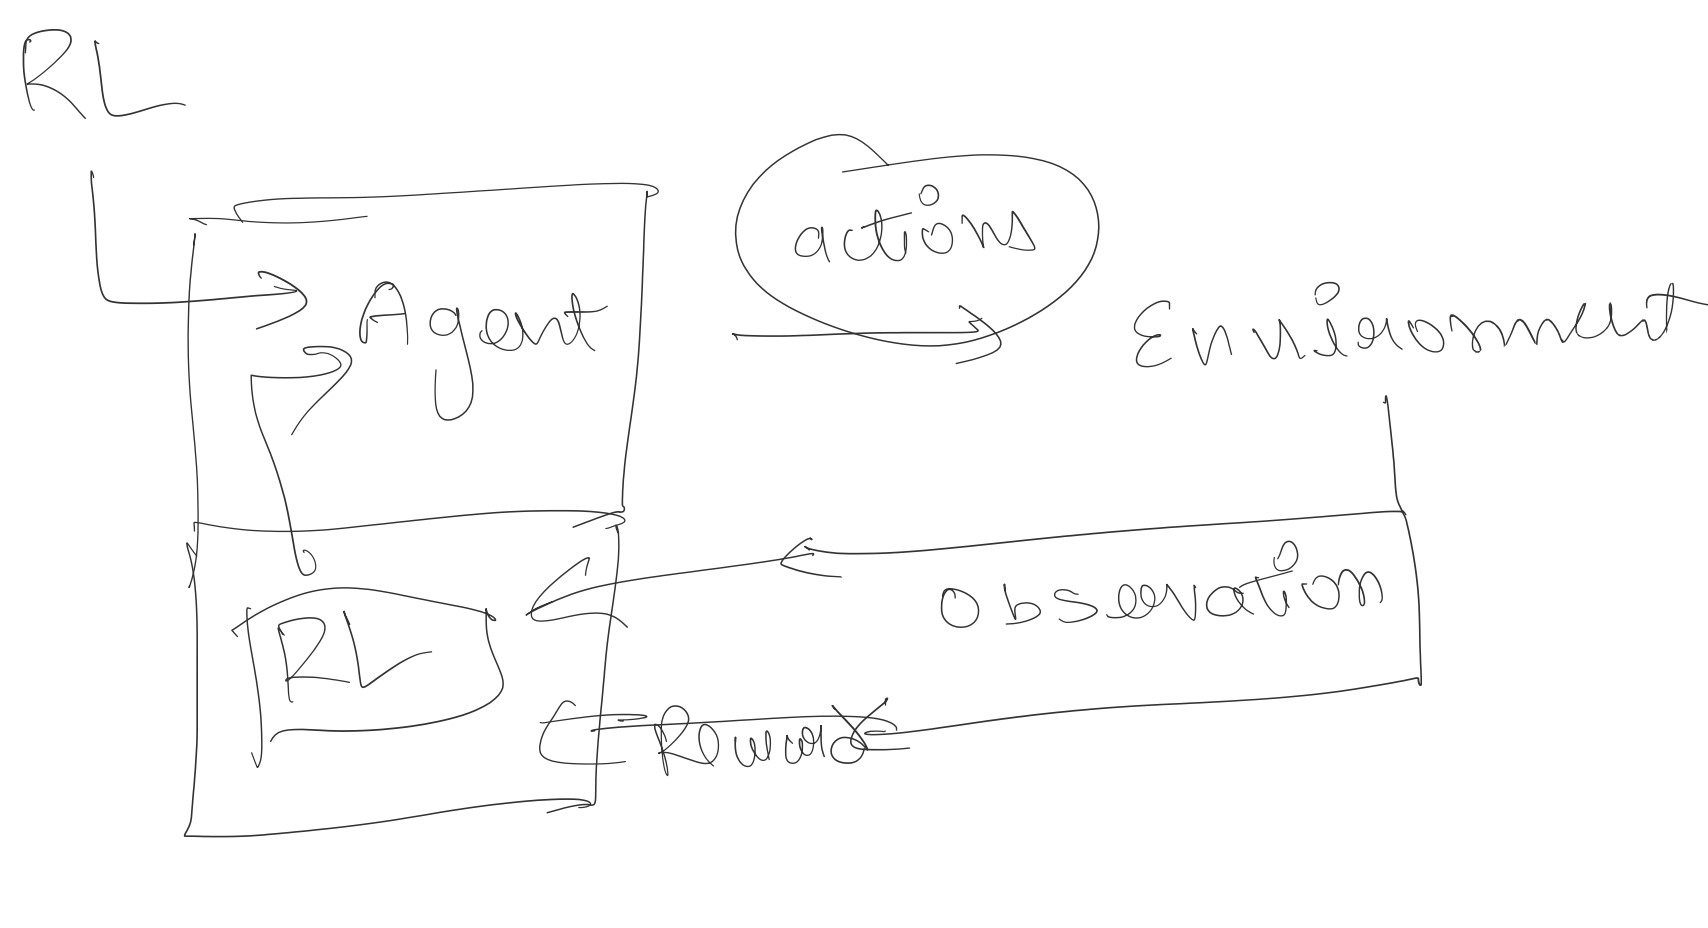 RL
actions
Agent
Environment
Observation
RL
Reward